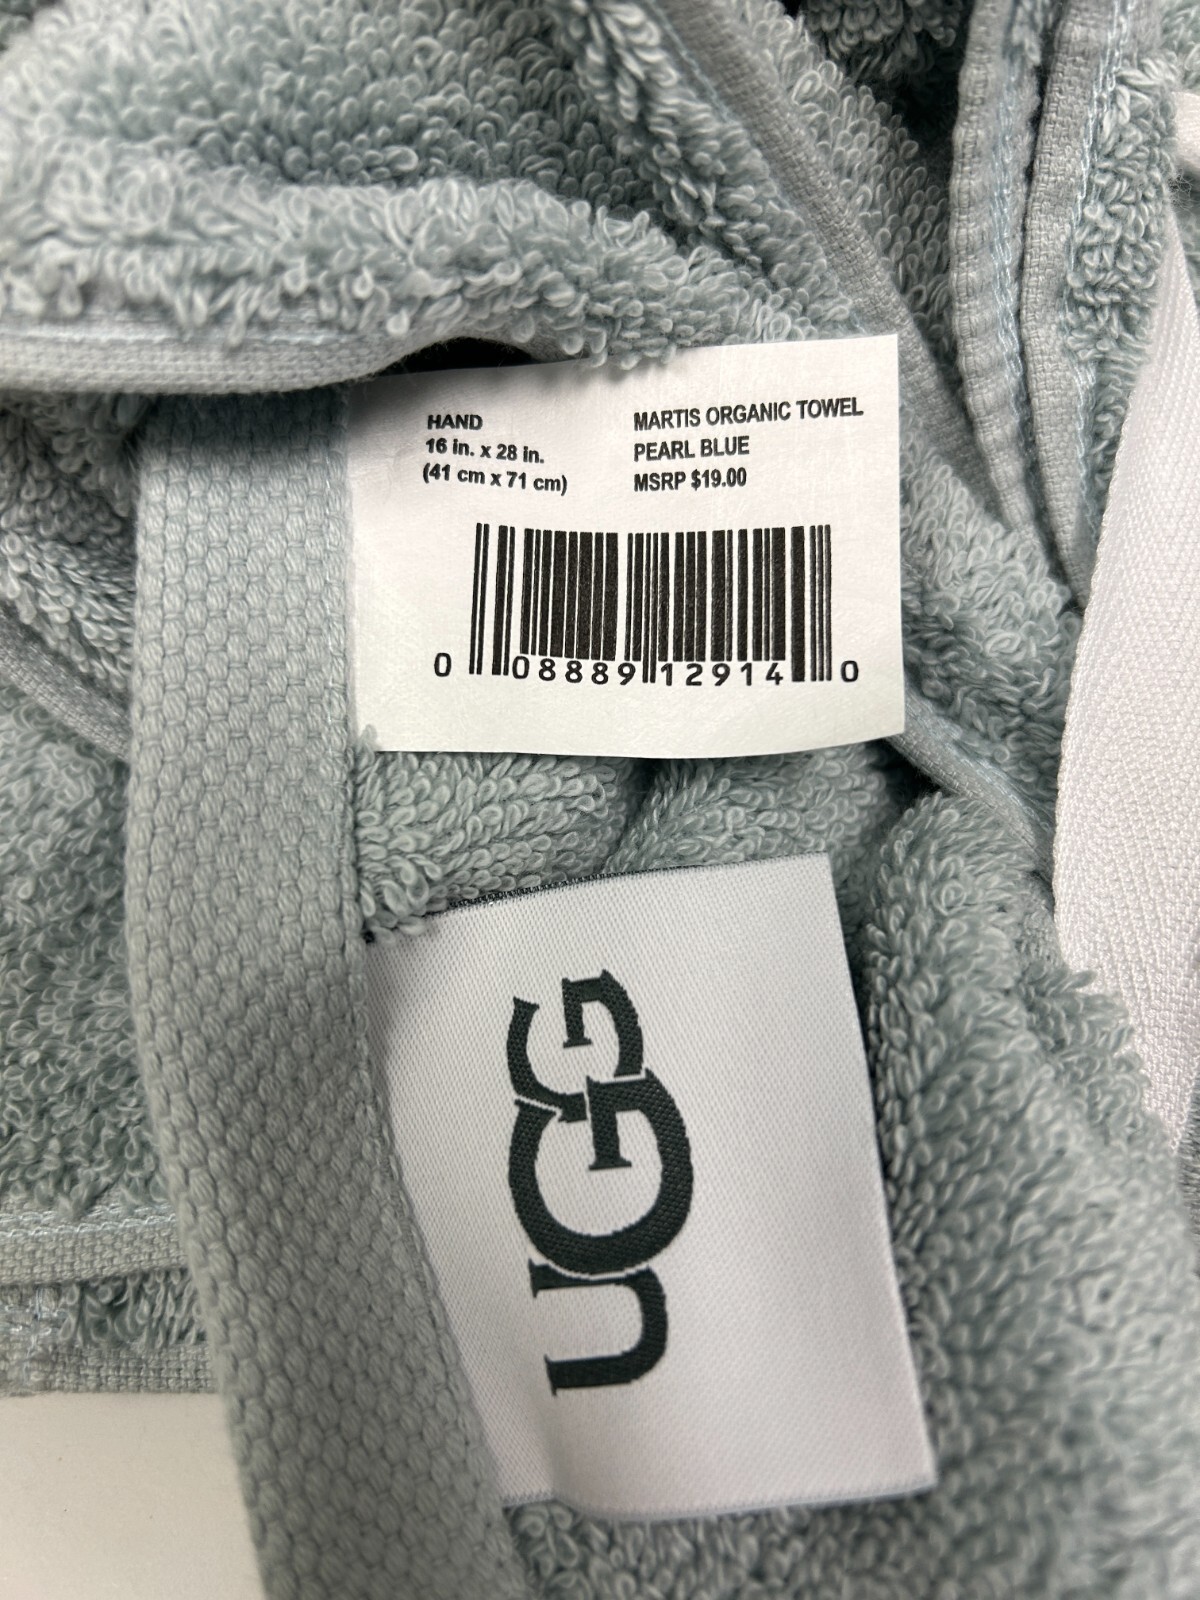 HAND
16 in. x 28 in.
(41 cm x 71 cm)
MARTIS ORGANIC TOWEL
PEARL BLUE
MSRP $19.00
0 08889 12914 0
UGG